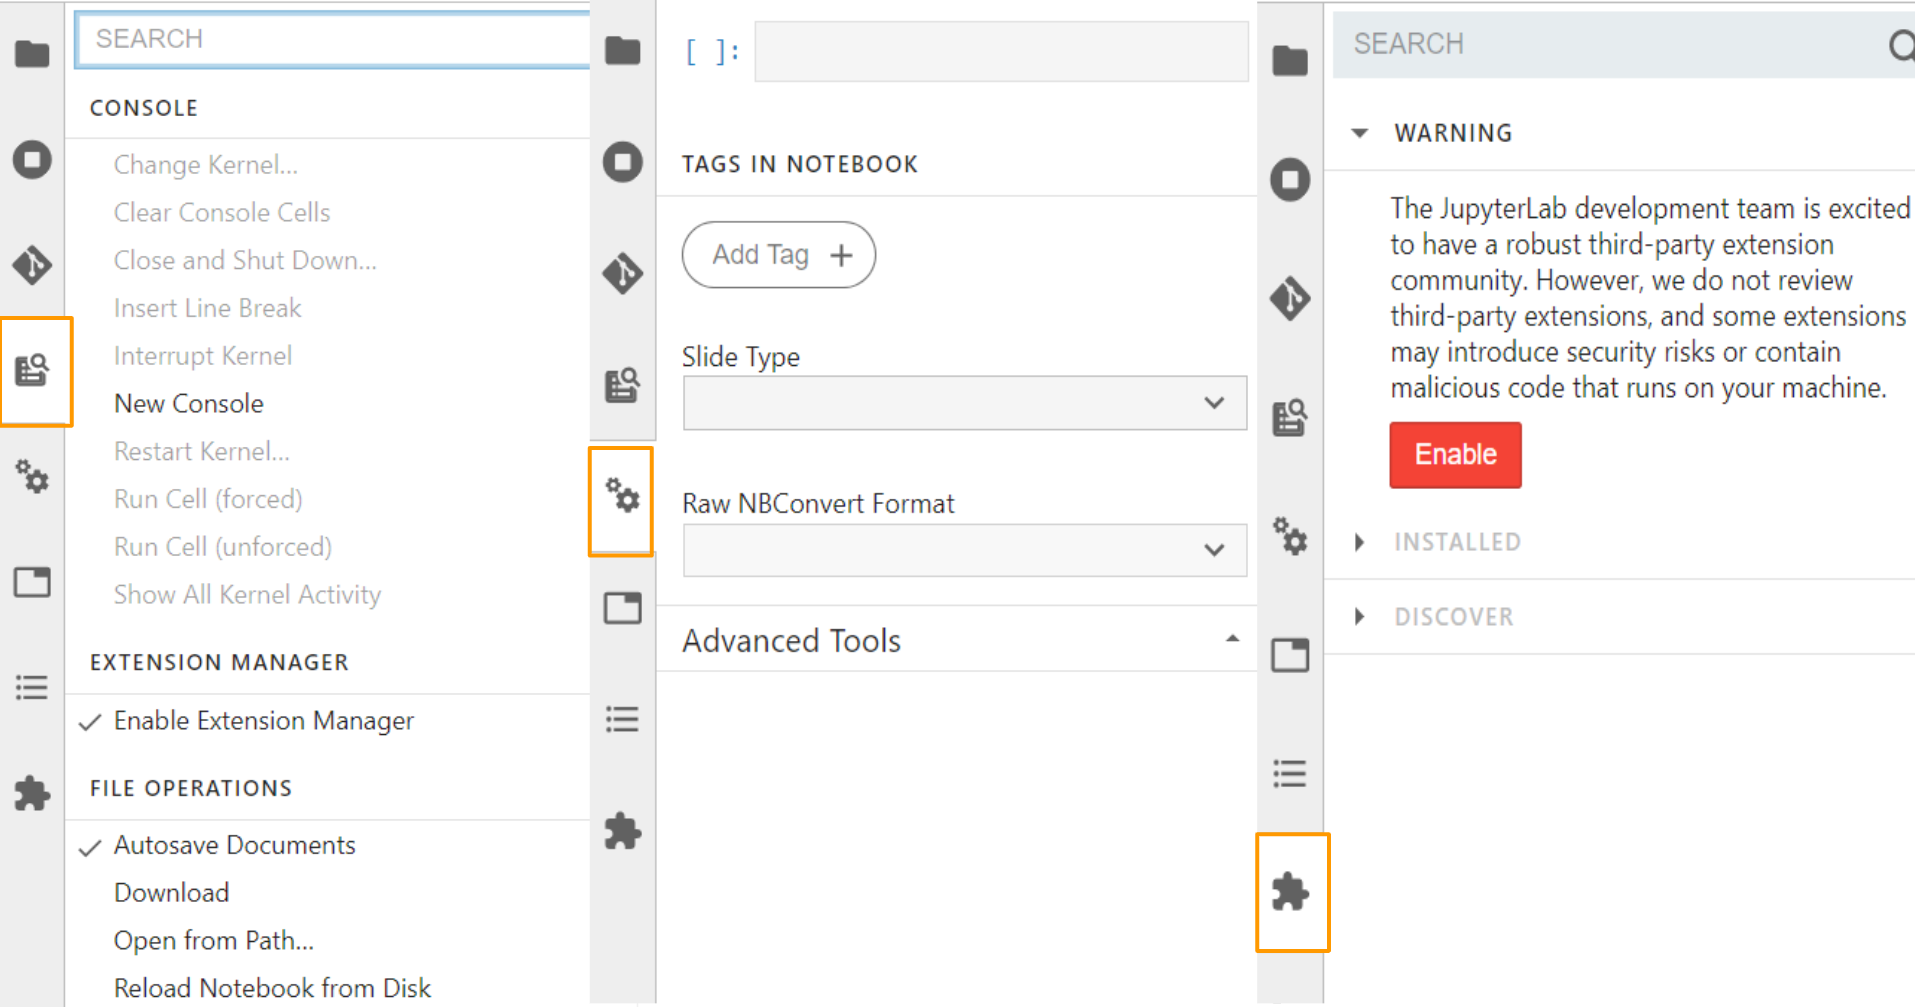 SEARCH
CONSOLE
Change Kernel...
Clear Console Cells
Close and Shut Down...
Insert Line Break
Interrupt Kernel
New Console
Restart Kernel...
Run Cell (forced)
Run Cell (unforced)
Show All Kernel Activity
EXTENSION MANAGER
Enable Extension Manager
FILE OPERATIONS
Autosave Documents
Download
Open from Path...
Reload Notebook from Disk
[ ]:
TAGS IN NOTEBOOK
Add Tag +
Slide Type
Raw NBConvert Format
Advanced Tools
SEARCH
WARNING
The JupyterLab development team is excited
to have a robust third-party extension
community. However, we do not review
third-party extensions, and some extensions
may introduce security risks or contain
malicious code that runs on your machine.
Enable
INSTALLED
DISCOVER